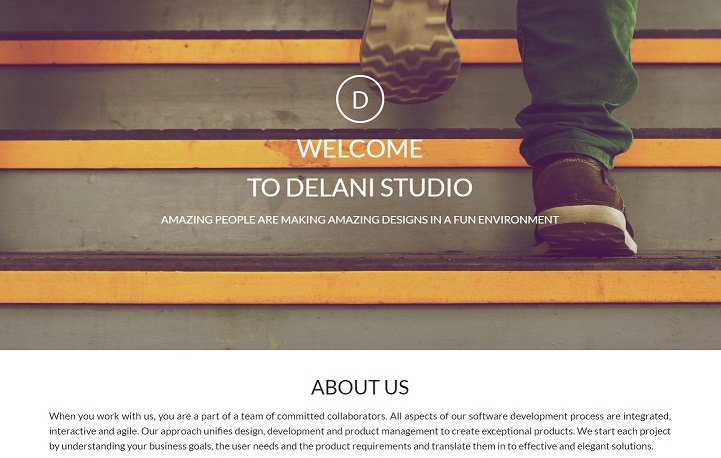 D
WELCOME
TO DELANI STUDIO
AMAZING PEOPLE ARE MAKING AMAZING DESIGNS IN A FUN ENVIRONMENT
ABOUT US
When you work with us, you are a part of a team of committed collaborators. All aspects of our software development process are integrated,
interactive and agile. Our approach unifies design, development and product management to create exceptional products. We start each project
by understanding your business goals, the user needs and the product requirements and translate them in to effective and elegant solutions.